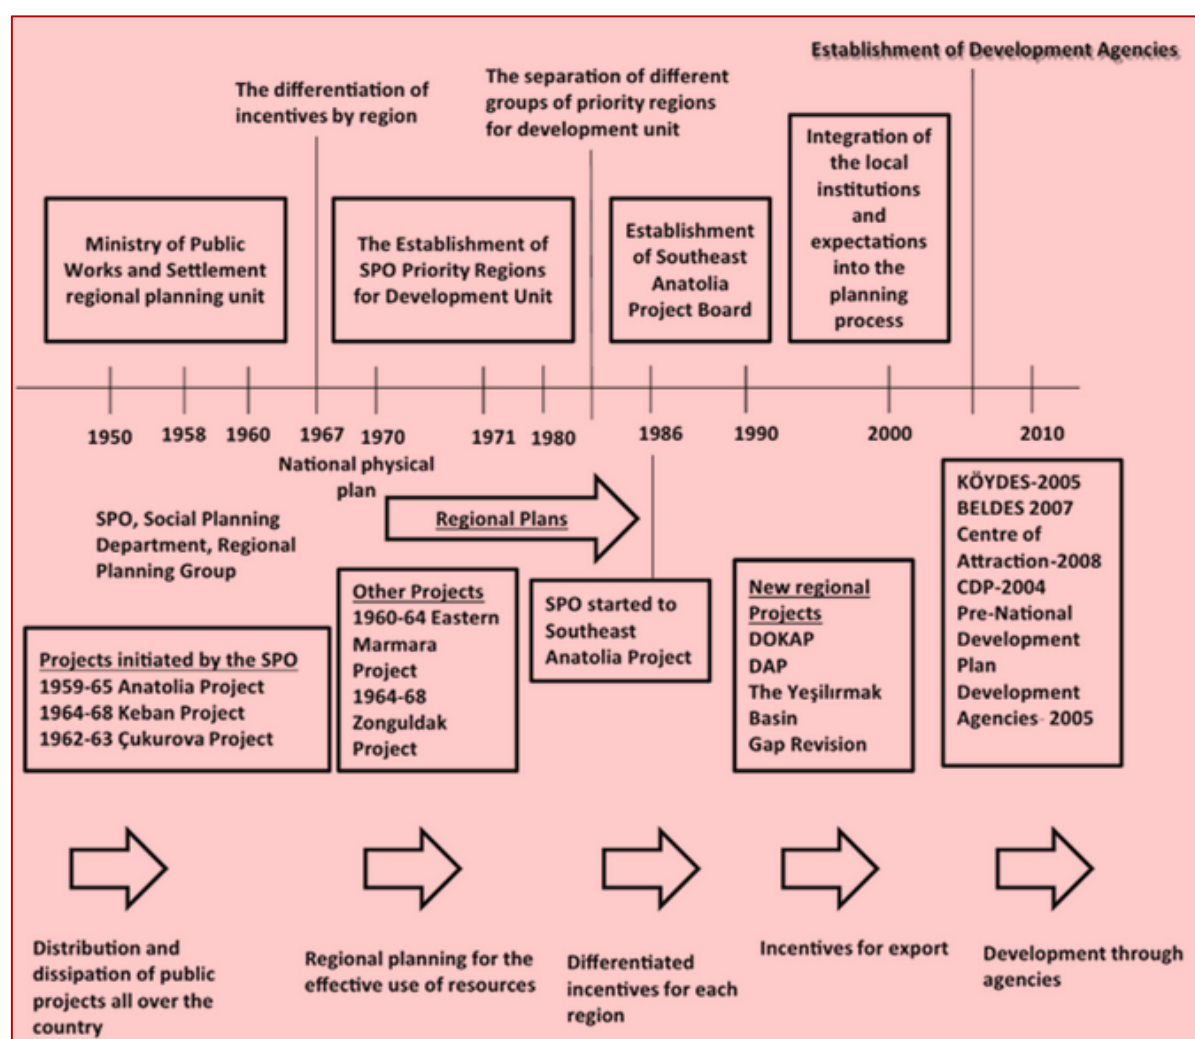 Establishment of Development Agencies
The differentiation of
incentives by region
The separation of different
groups of priority regions
for development unit
Ministry of Public
Works and Settlement
regional planning unit
The Establishment of
SPO Priority Regions
for Development Unit
Establishment
of Southeast
Anatolia
Project Board
Integration of
the local
institutions
and
expectations
into the
planning
process
1950
1958
1960
1967
1970
1971
1980
1986
1990
2000
2010
National physical
plan
SPO, Social Planning
Department, Regional
Planning Group
Regional Plans
Projects initiated by the SPO
1959-65 Anatolia Project
1964-68 Keban Project
1962-63 Çukurova Project
Other Projects
1960-64 Eastern
Marmara
Project
1964-68
Zonguldak
Project
SPO started to
Southeast
Anatolia Project
New regional
Projects
DOKAP
DAP
The Yeşilırmak
Basin
Gap Revision
KÖYDES-2005
BELDES 2007
Centre of
Attraction-2008
CDP-2004
Pre-National
Development
Plan
Development
Agencies- 2005
Distribution and
dissipation of public
projects all over the
country
Regional planning for the
effective use of resources
Differentiated
incentives for each
region
Incentives for export
Development through
agencies